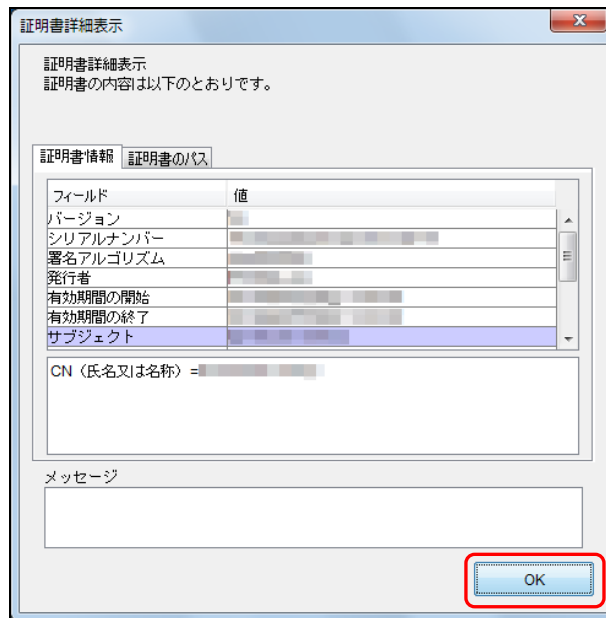 証明書詳細表示
証明書詳細表示
証明書の内容は以下のとおりです。
証明書情報 証明書のパス
フィールド 値
バージョン
シリアルナンバー
署名アルゴリズム
発行者
有効期間の開始
有効期間の終了
サブジェクト
CN（氏名又は名称）=
メッセージ
OK